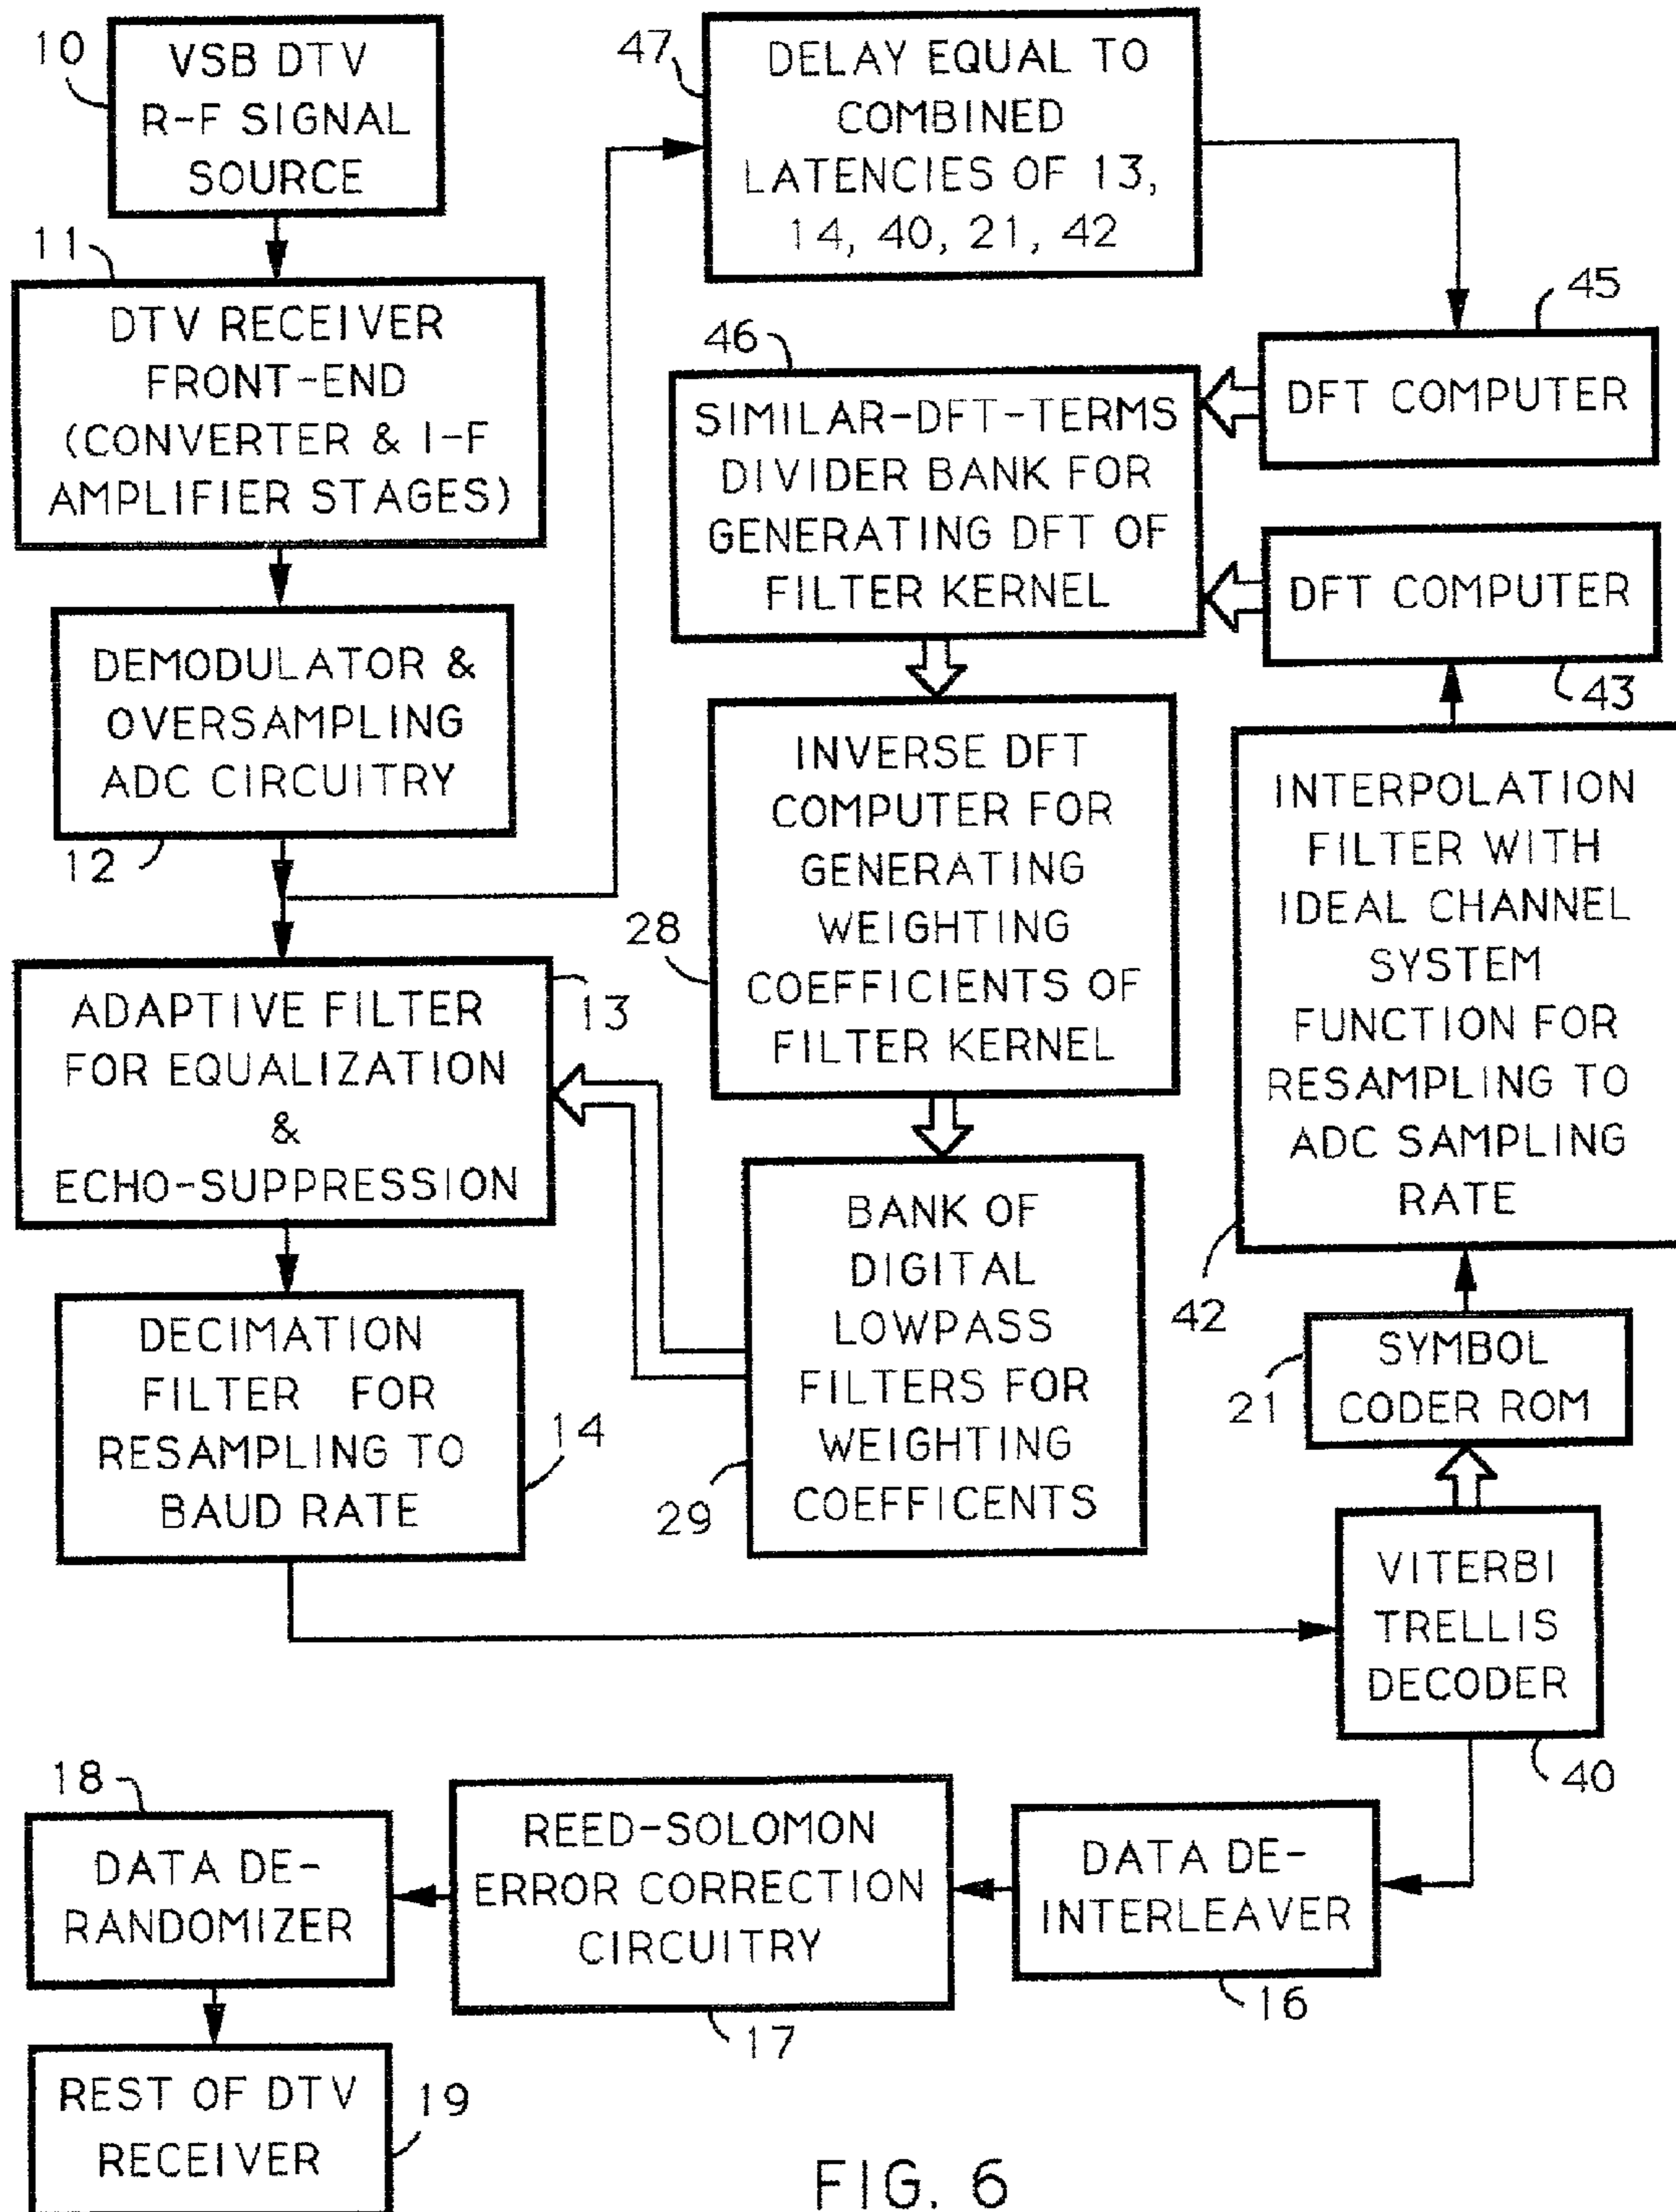 10
VSB DTV
R-F SIGNAL
SOURCE
11
DTV RECEIVER
FRONT-END
(CONVERTER & I-F
AMPLIFIER STAGES)
DEMODULATOR &
OVERSAMPLING
ADC CIRCUITRY
12
ADAPTIVE FILTER
FOR EQUALIZATION
&
ECHO-SUPPRESSION
13
DECIMATION
FILTER FOR
RESAMPLING TO
BAUD RATE
14
47
DELAY EQUAL TO
COMBINED
LATENCIES OF 13,
14, 40, 21, 42
45
DFT COMPUTER
46
SIMILAR-DFT-TERMS
DIVIDER BANK FOR
GENERATING DFT OF
FILTER KERNEL
DFT COMPUTER
43
28
INVERSE DFT
COMPUTER FOR
GENERATING
WEIGHTING
COEFFICIENTS OF
FILTER KERNEL
29
BANK OF
DIGITAL
LOWPASS
FILTERS FOR
WEIGHTING
COEFFICENTS
INTERPOLATION
FILTER WITH
IDEAL CHANNEL
SYSTEM
FUNCTION FOR
RESAMPLING TO
ADC SAMPLING
RATE
42
21
SYMBOL
CODER ROM
VITERBI
TRELLIS
DECODER
40
DATA DE-
INTERLEAVER
16
REED-SOLOMON
ERROR CORRECTION
CIRCUITRY
17
18
DATA DE-
RANDOMIZER
REST OF DTV
RECEIVER
19
FIG. 6